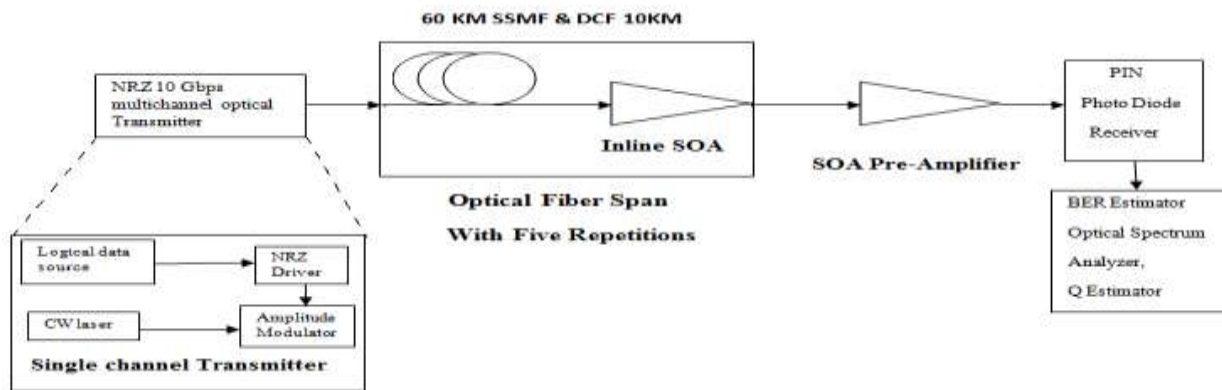 60 KM SSMF & DCF 10KM
NRZ 10 Gbps
multichannel optical
Transmitter
Inline SOA
Optical Fiber Span
With Five Repetitions
SOA Pre-Amplifier
PIN
Photo Diode
Receiver
BER Estimator
Optical Spectrum
Analyzer,
Q Estimator
Logical data
source
NRZ
Driver
CW laser
Amplitude
Modulator
Single channel Transmitter